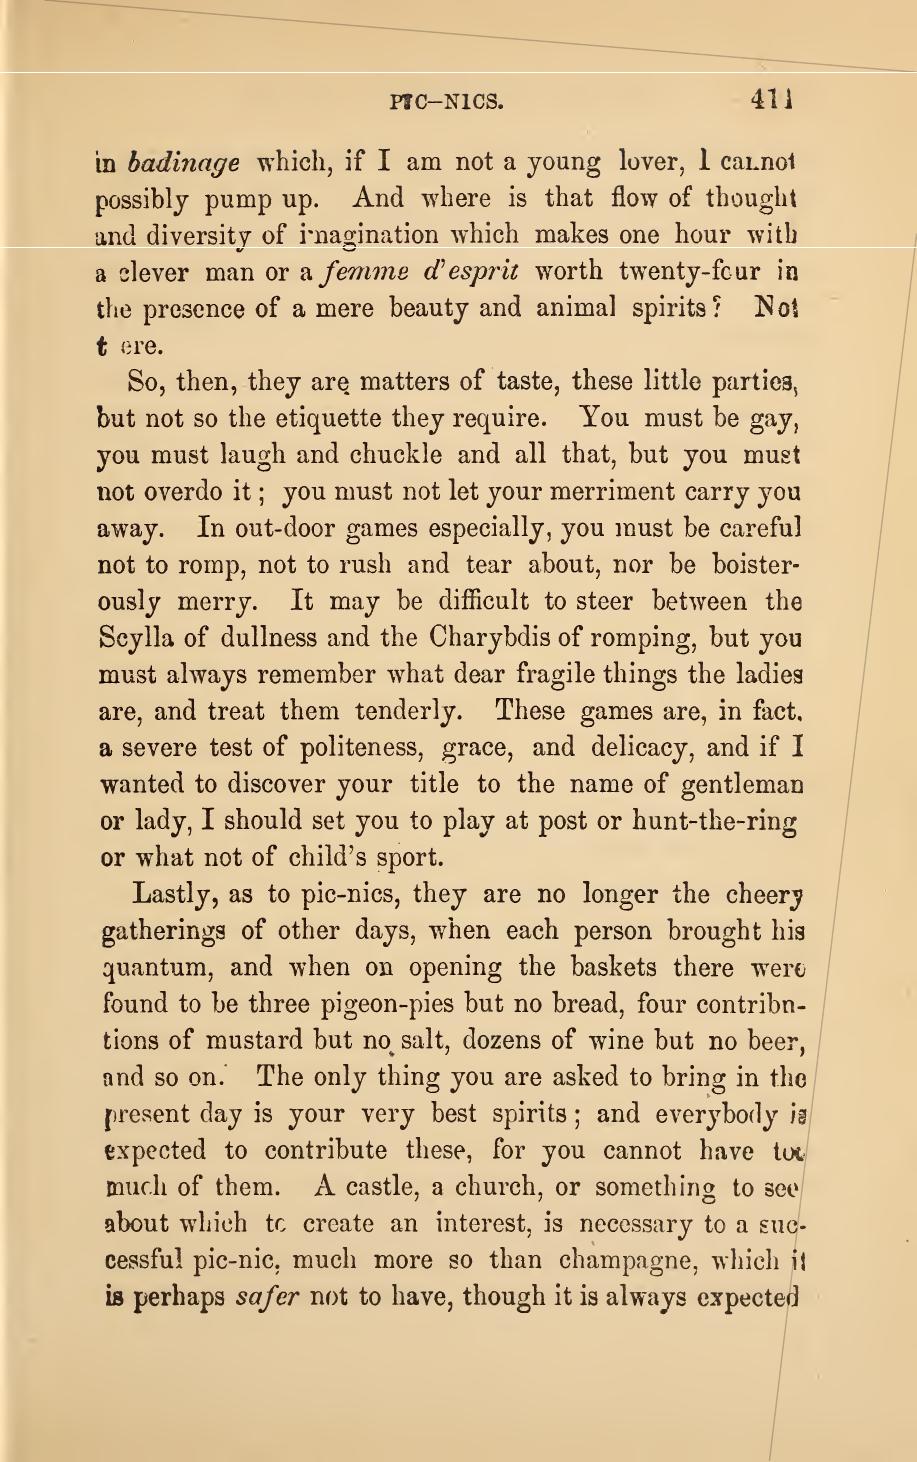 PIC-NICS. 411
in badinage which, if I am not a young lover, I cannot
possibly pump up. And where is that flow of thought
and diversity of imagination which makes one hour with
a clever man or a femme d'esprit worth twenty-four in
the presence of a mere beauty and animal spirits? Not
there.
So, then, they are matters of taste, these little parties,
but not so the etiquette they require. You must be gay,
you must laugh and chuckle and all that, but you must
not overdo it; you must not let your merriment carry you
away. In out-door games especially, you must be careful
not to romp, not to rush and tear about, nor be boister-
ously merry. It may be difficult to steer between the
Scylla of dullness and the Charybdis of romping, but you
must always remember what dear fragile things the ladies
are, and treat them tenderly. These games are, in fact,
a severe test of politeness, grace, and delicacy, and if I
wanted to discover your title to the name of gentleman
or lady, I should set you to play at post or hunt-the-ring
or what not of child's sport.
Lastly, as to pic-nics, they are no longer the cheery
gatherings of other days, when each person brought his
quantum, and when on opening the baskets there were
found to be three pigeon-pies but no bread, four contribu-
tions of mustard but no salt, dozens of wine but no beer,
and so on. The only thing you are asked to bring in the
present day is your very best spirits; and everybody is
expected to contribute these, for you cannot have too
much of them. A castle, a church, or something to see
about which to create an interest, is necessary to a suc-
cessful pic-nic, much more so than champagne, which it
is perhaps safer not to have, though it is always expected